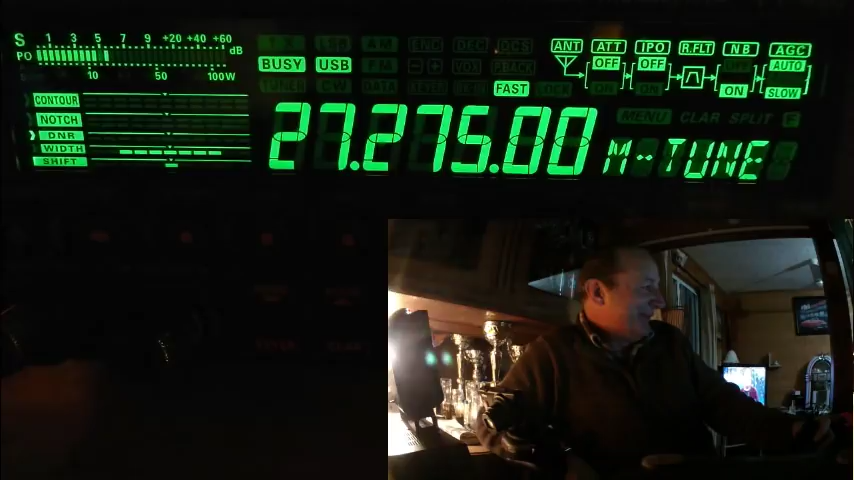 S 1 3 5 7 9 +20 +40 +60 dB
PO 10 50 100W
BUSY USB
FAST
ANT ATT IPO R.FLT NB AGC
OFF OFF AUTO
ON SLOW
CONTOUR
NOTCH
DNR
WIDTH
SHIFT
27.275.00 M-TUNE
MENU CLAR SPLIT